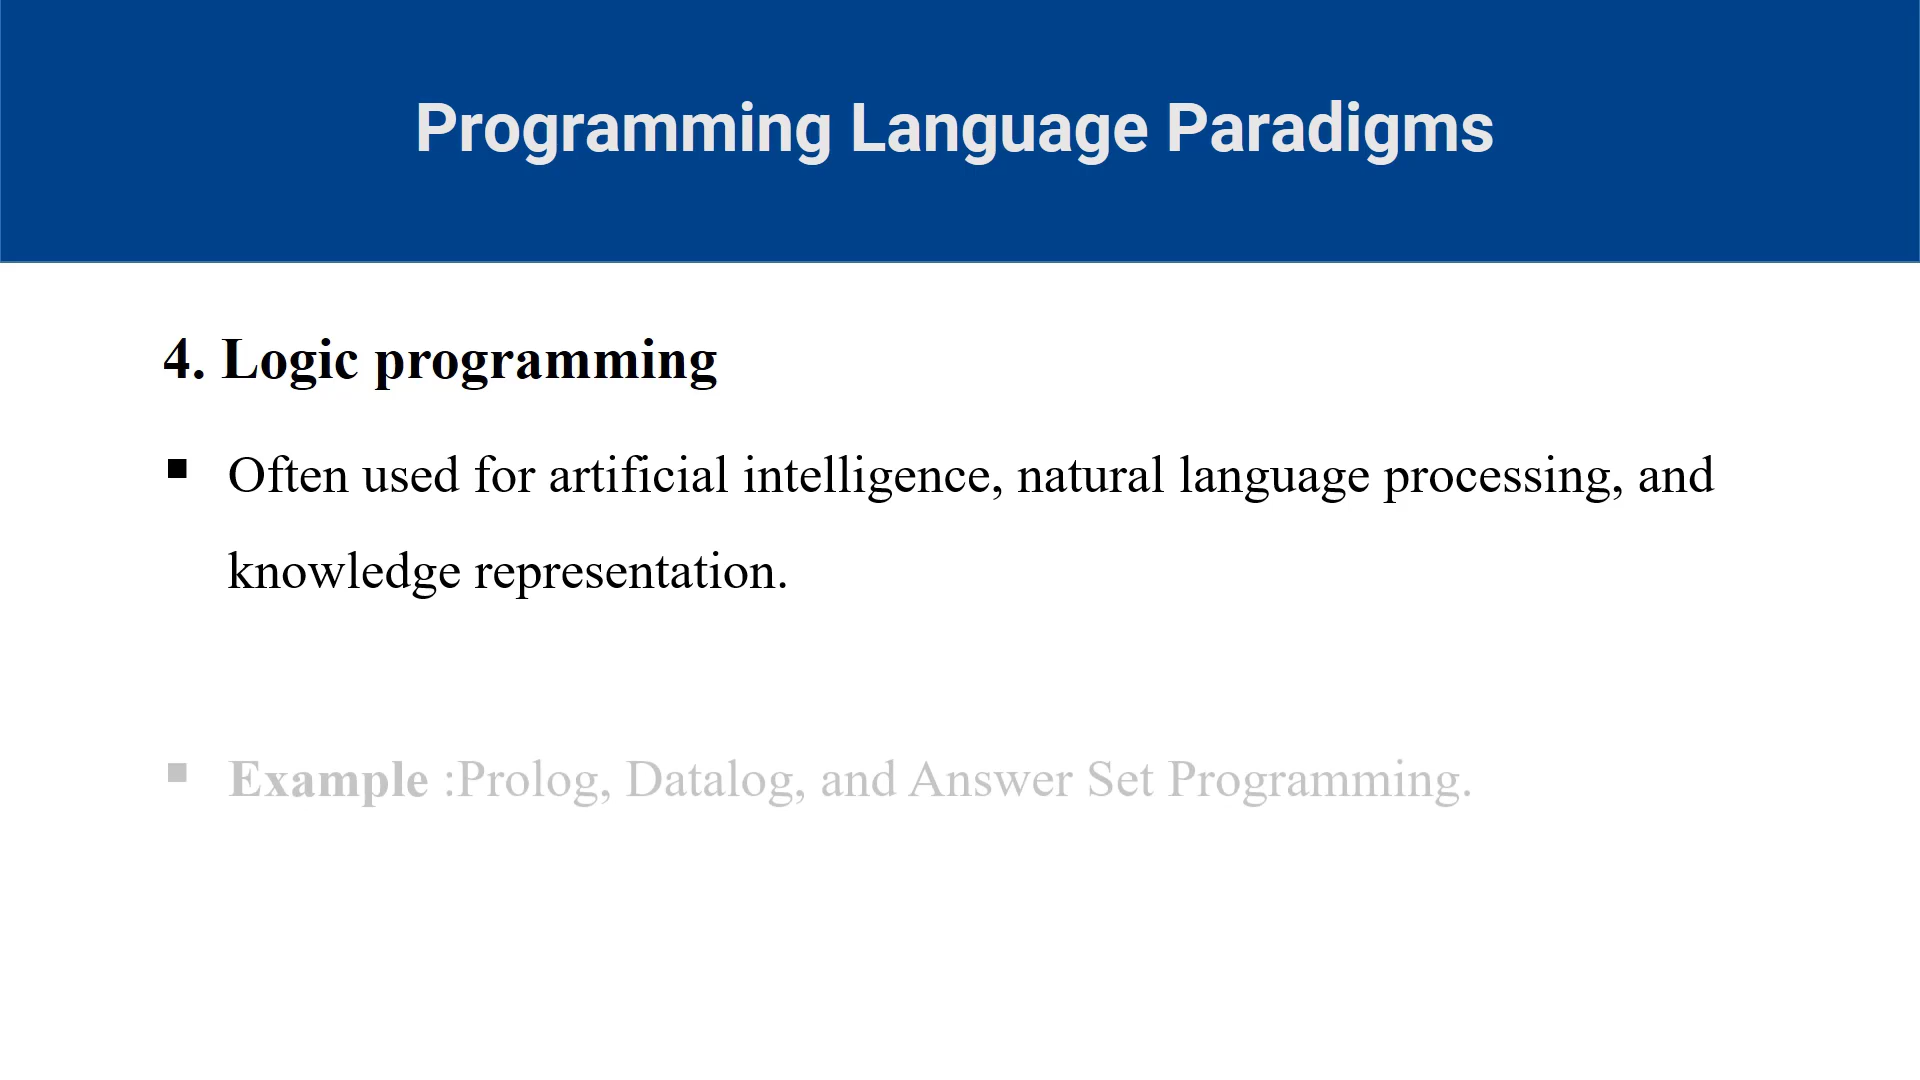 Programming Language Paradigms
4. Logic programming
▪ Often used for artificial intelligence, natural language processing, and
knowledge representation.
▪ Example :Prolog, Datalog, and Answer Set Programming.